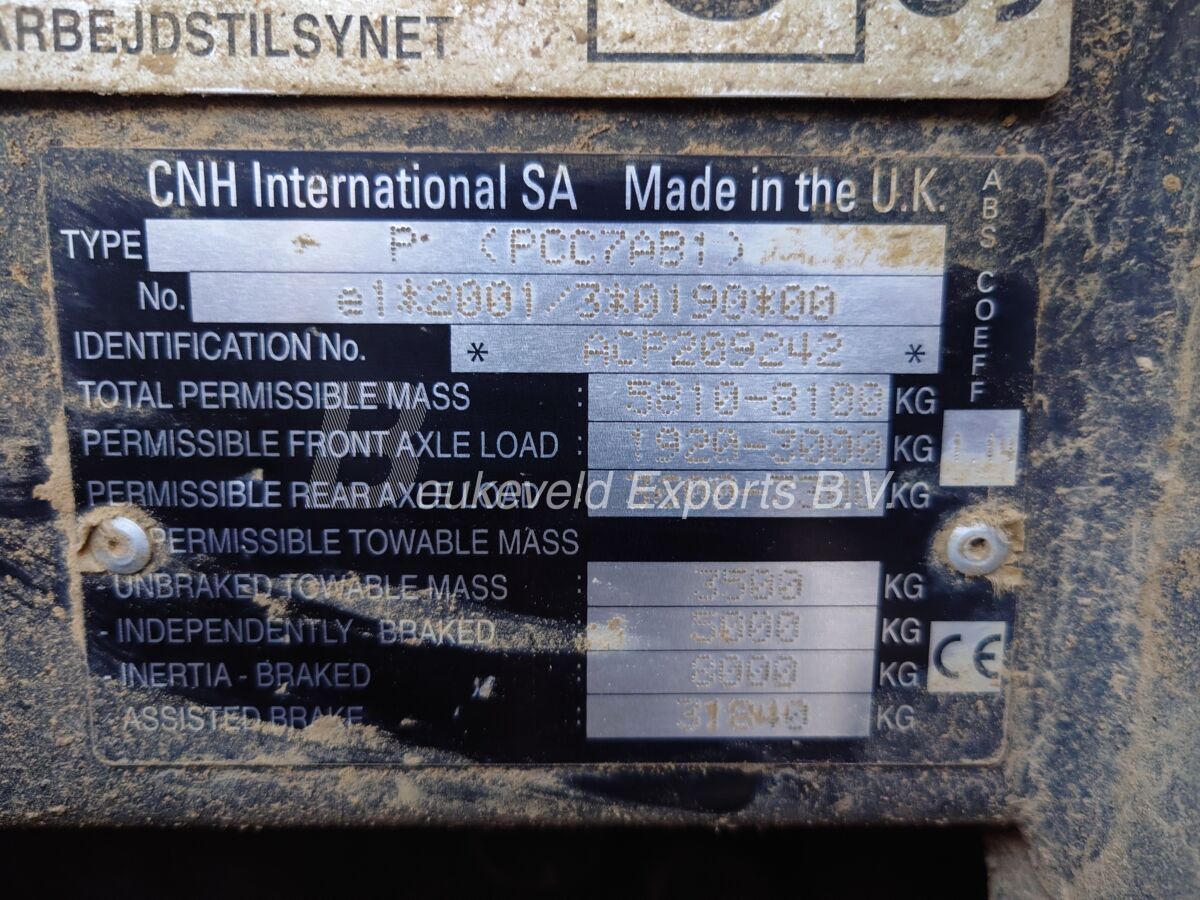 ARBEJDSTILSYNET
CNH International SA Made in the U.K.
TYPE P (PCC7AB1)
No. e1*2001/3*0190*00
IDENTIFICATION No. * ACP209242 *
TOTAL PERMISSIBLE MASS : 5810-8100 KG
PERMISSIBLE FRONT AXLE LOAD : 1920-3000 KG
PERMISSIBLE REAR AXLE LOAD KG
PERMISSIBLE TOWABLE MASS
- UNBRAKED TOWABLE MASS : 3500 KG
- INDEPENDENTLY - BRAKED 5000 KG
- INERTIA - BRAKED 8000 KG
- ASSISTED BRAKE 31840 KG
ABS COEFF
CE
Beukeveld Exports B.V.